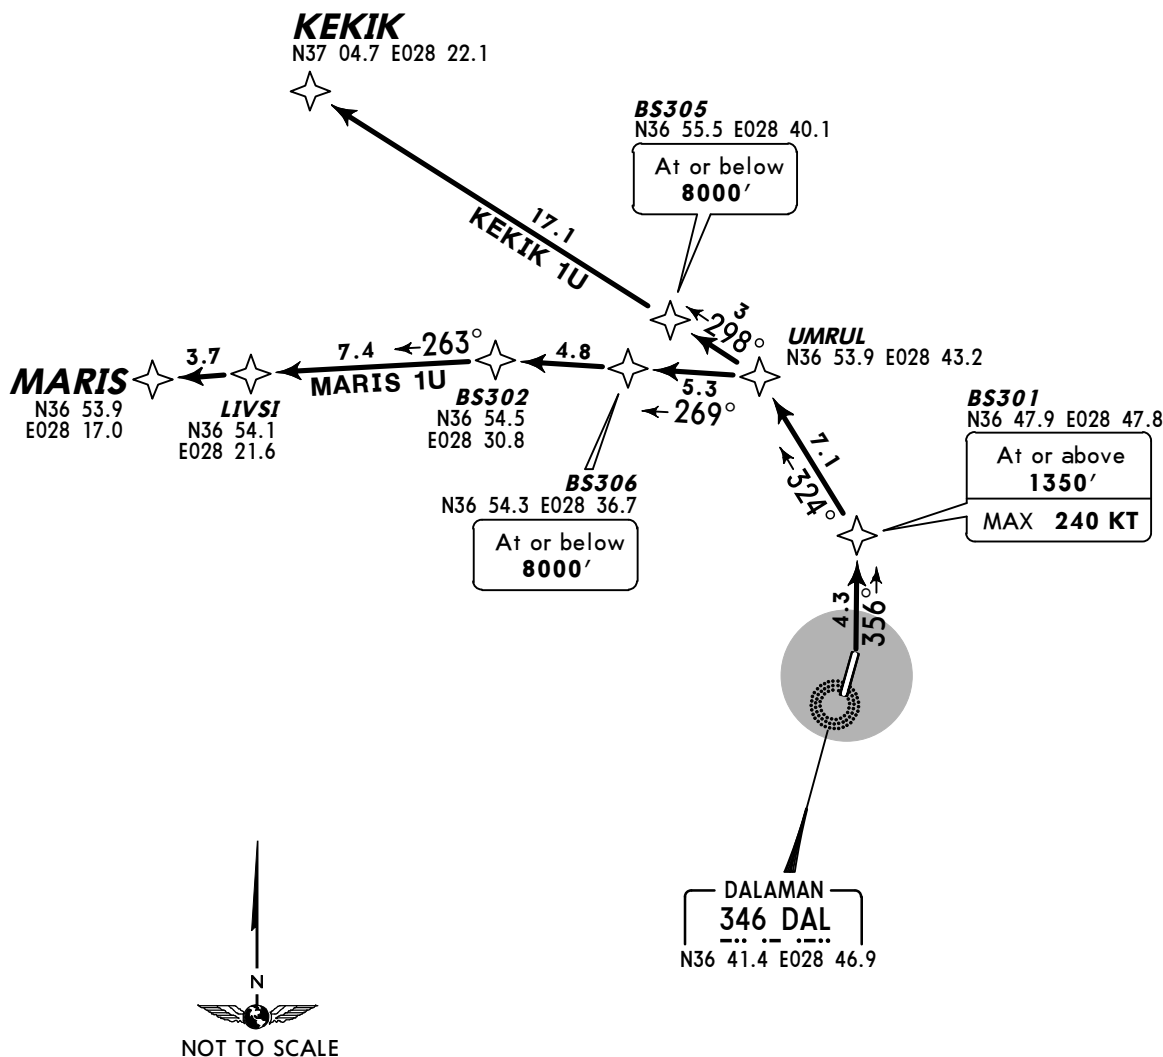 KEKIK
N37 04.7 E028 22.1
BS305
N36 55.5 E028 40.1
At or below
8000′
17.1
KEKIK 1U
3
298°
UMRUL
N36 53.9 E028 43.2
MARIS
N36 53.9
E028 17.0
3.7
LIVSI
N36 54.1
E028 21.6
7.4
263°
MARIS 1U
BS302
N36 54.5
E028 30.8
4.8
5.3
269°
BS306
N36 54.3 E028 36.7
At or below
8000′
7.1
324°
BS301
N36 47.9 E028 47.8
At or above
1350′
MAX 240 KT
4.3
356°
DALAMAN
346 DAL
N36 41.4 E028 46.9
N
NOT TO SCALE